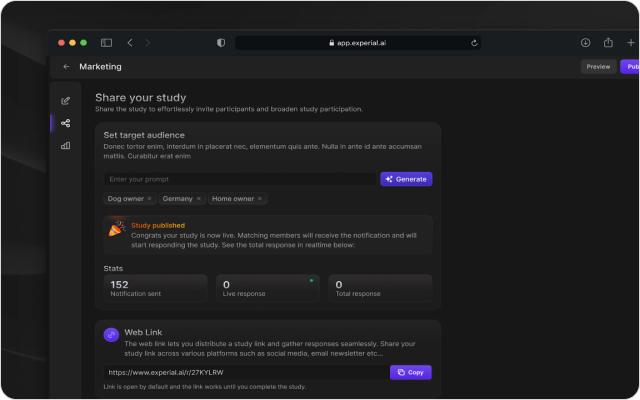 app.experial.ai
Marketing
Preview
Share your study
Share the study to effortlessly invite participants and broaden study participation.
Set target audience
Donec tortor enim, interdum in placerat nec, elementum quis ante. Nulla in ante id ante accumsan
mattis. Curabitur erat enim
Enter your prompt
Generate
Dog owner ×
Germany ×
Home owner ×
Study published
Congrats your study is now live. Matching members will receive the notification and will
start responding the study. See the total response in realtime below:
Stats
152
Notification sent
0
Live response
0
Total response
Web Link
The web link lets you distribute a study link and gather responses seamlessly. Share your
study link across various platforms such as social media, email newsletter etc...
https://www.experial.ai/r/27KYLRW
Copy
Link is open by default and the link works until you complete the study.